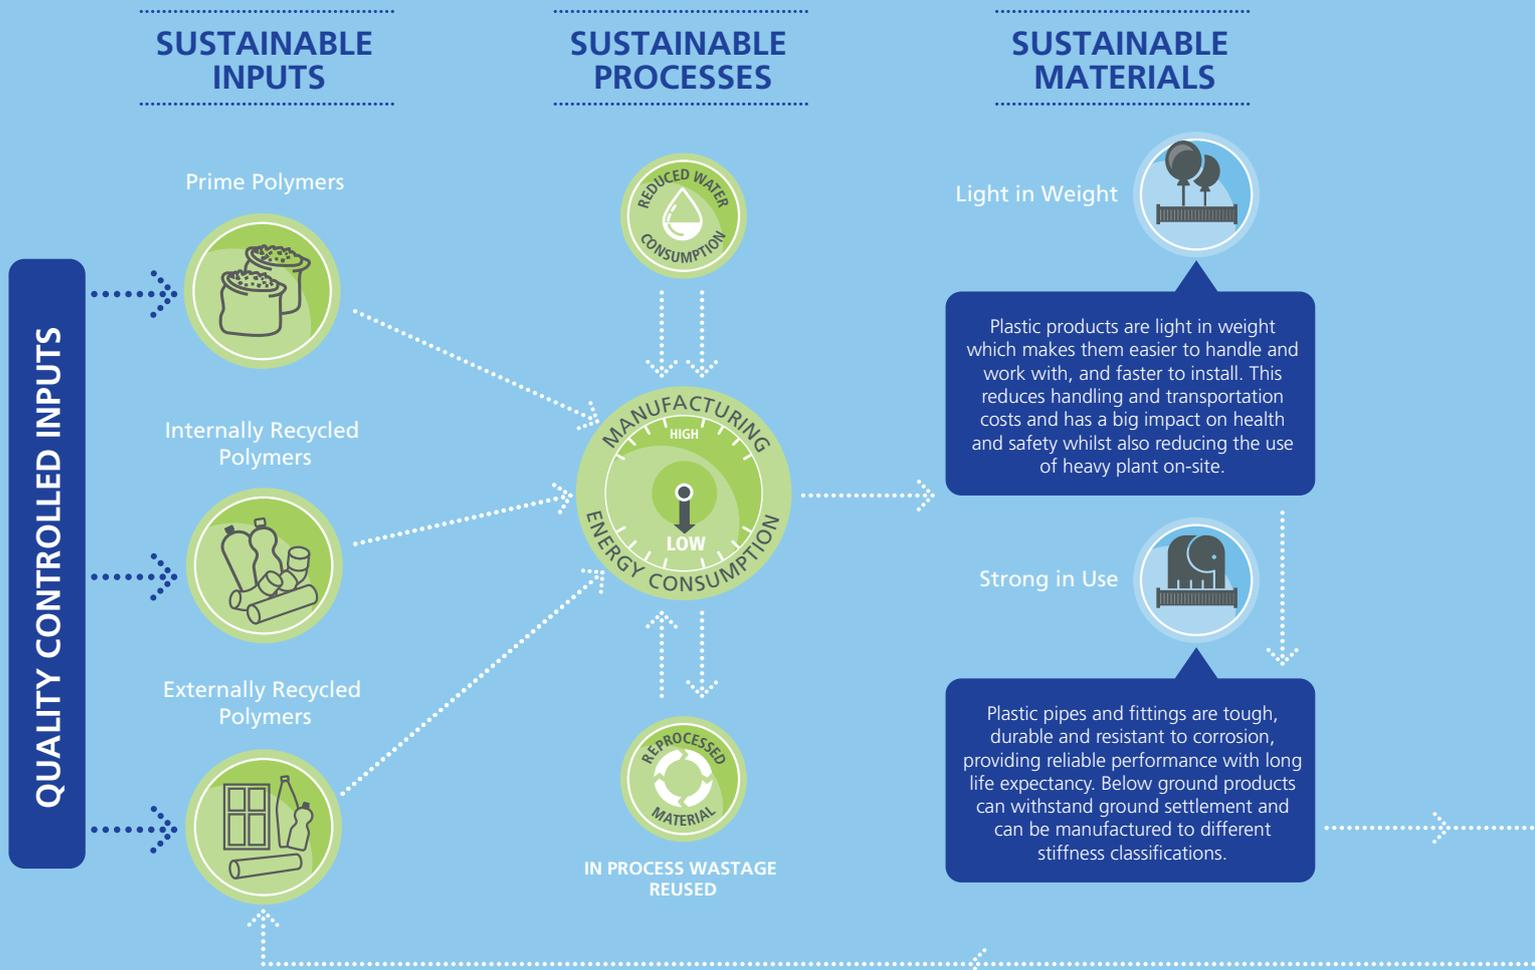 SUSTAINABLE
INPUTS
SUSTAINABLE
PROCESSES
SUSTAINABLE
MATERIALS
QUALITY CONTROLLED INPUTS
Prime Polymers
Internally Recycled
Polymers
Externally Recycled
Polymers
REDUCED WATER
CONSUMPTION
MANUFACTURING
HIGH
LOW
ENERGY CONSUMPTION
REPROCESSED
MATERIAL
IN PROCESS WASTAGE
REUSED
Light in Weight
Plastic products are light in weight
which makes them easier to handle and
work with, and faster to install. This
reduces handling and transportation
costs and has a big impact on health
and safety whilst also reducing the use
of heavy plant on-site.
Strong in Use
Plastic pipes and fittings are tough,
durable and resistant to corrosion,
providing reliable performance with long
life expectancy. Below ground products
can withstand ground settlement and
can be manufactured to different
stiffness classifications.